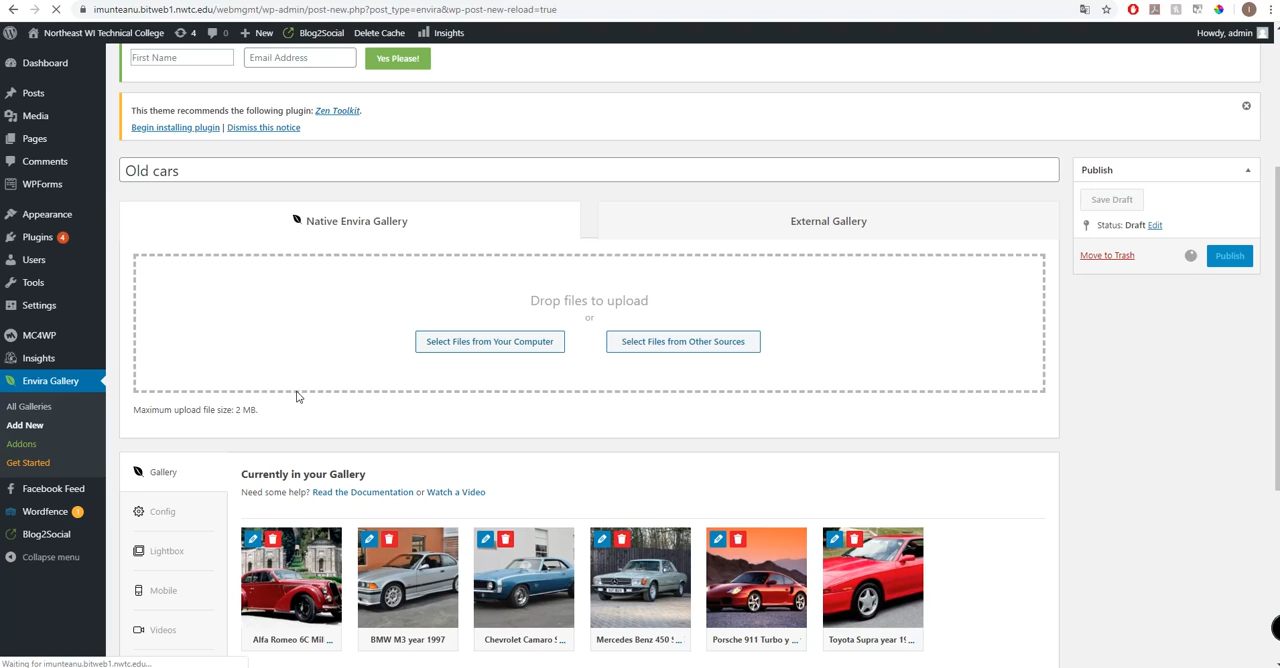 imunteanu.bitweb1.nwtc.edu/webmgmt/wp-admin/post-new.php?post_type=envira&wp-post-new-reload=true
Northeast WI Technical College 4 0 New Blog2Social Delete Cache Insights Howdy, admin
First Name Email Address Yes Please!
Dashboard
Posts
Media
Pages
Comments
WPForms
Appearance
Plugins 4
Users
Tools
Settings
MC4WP
Insights
Envira Gallery
All Galleries
Add New
Addons
Get Started
Facebook Feed
Wordfence 1
Blog2Social
Collapse menu
This theme recommends the following plugin: Zen Toolkit.
Begin installing plugin | Dismiss this notice
Old cars
Native Envira Gallery External Gallery
Drop files to upload
or
Select Files from Your Computer Select Files from Other Sources
Maximum upload file size: 2 MB.
Publish
Save Draft
Status: Draft Edit
Move to Trash Publish
Gallery
Config
Lightbox
Mobile
Videos
Currently in your Gallery
Need some help? Read the Documentation or Watch a Video
Alfa Romeo 6C Mil ... BMW M3 year 1997 Chevrolet Camaro S ... Mercedes Benz 450 S ... Porsche 911 Turbo y ... Toyota Supra year 19 ...
Waiting for imunteanu.bitweb1.nwtc.edu...